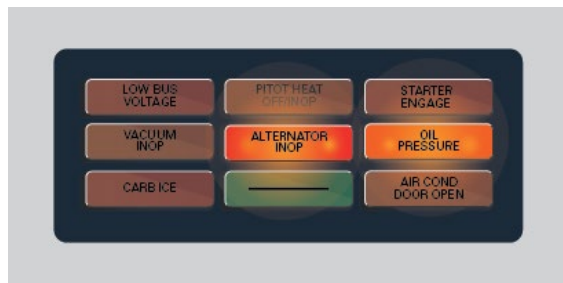 LOW BUS
VOLTAGE
PITOT HEAT
OFF/INOP
STARTER
ENGAGE
VACUUM
INOP
ALTERNATOR
INOP
OIL
PRESSURE
CARB ICE
AIR COND
DOOR OPEN